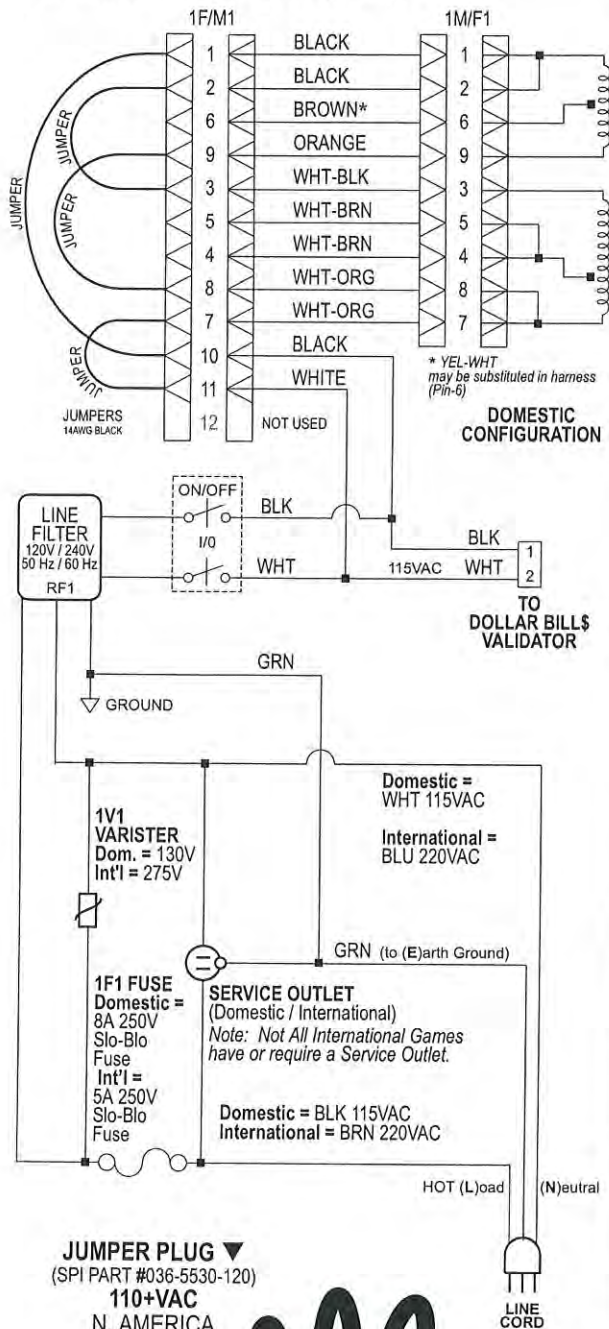 1F/M1
1M/F1
1
BLACK
1
2
BLACK
2
6
BROWN*
6
9
ORANGE
9
3
WHT-BLK
3
5
WHT-BRN
5
4
WHT-BRN
4
8
WHT-ORG
8
7
WHT-ORG
7
10
BLACK
11
WHITE
12
NOT USED
JUMPER
JUMPER
JUMPER
JUMPER
JUMPERS
14AWG BLACK
* YEL-WHT
may be substituted in harness
(Pin-6)
DOMESTIC
CONFIGURATION
LINE
FILTER
120V / 240V
50 Hz / 60 Hz
RF1
ON/OFF
I/0
BLK
WHT
115VAC
BLK
WHT
1
2
TO
DOLLAR BILL$
VALIDATOR
GRN
GROUND
Domestic =
WHT 115VAC
International =
BLU 220VAC
1V1
VARISTER
Dom. = 130V
Int'l = 275V
GRN (to (E)arth Ground)
1F1 FUSE
Domestic =
8A 250V
Slo-Blo
Fuse
Int'l =
5A 250V
Slo-Blo
Fuse
SERVICE OUTLET
(Domestic / International)
Note: Not All International Games
have or require a Service Outlet.
Domestic = BLK 115VAC
International = BRN 220VAC
HOT (L)oad
(N)eutral
LINE
CORD
JUMPER PLUG ▼
(SPI PART #036-5530-120)
110+VAC
N. AMERICA